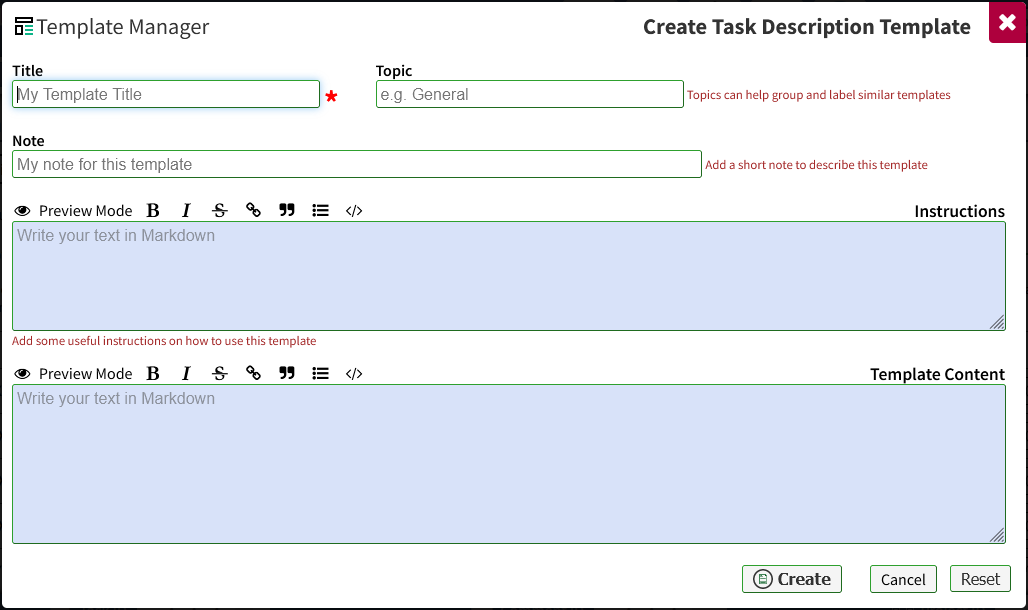 Template Manager
Create Task Description Template
Title
Topic
My Template Title *
e.g. General
Topics can help group and label similar templates
Note
My note for this template
Add a short note to describe this template
Preview Mode B I S </>
Instructions
Write your text in Markdown
Add some useful instructions on how to use this template
Preview Mode B I S </>
Template Content
Write your text in Markdown
Create
Cancel
Reset